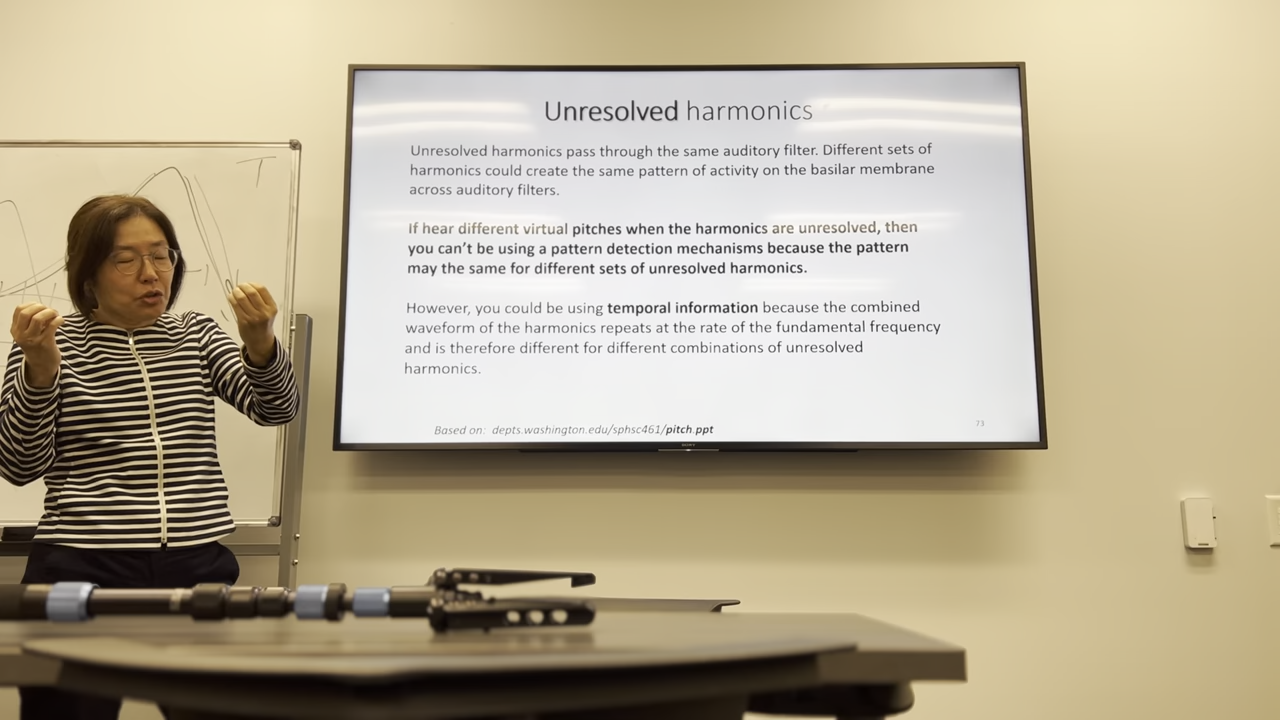 T
Unresolved harmonics
Unresolved harmonics pass through the same auditory filter. Different sets of
harmonics could create the same pattern of activity on the basilar membrane
across auditory filters.
If hear different virtual pitches when the harmonics are unresolved, then
you can't be using a pattern detection mechanisms because the pattern
may the same for different sets of unresolved harmonics.
However, you could be using temporal information because the combined
waveform of the harmonics repeats at the rate of the fundamental frequency
and is therefore different for different combinations of unresolved
harmonics.
Based on: depts.washington.edu/sphsc461/pitch.ppt
73
SONY